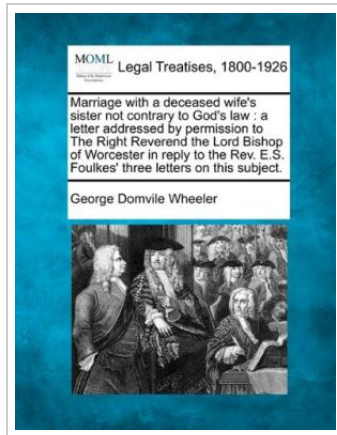 MOML
Legal Treatises, 1800-1926
Marriage with a deceased wife's
sister not contrary to God's law : a
letter addressed by permission to
The Right Reverend the Lord Bishop
of Worcester in reply to the Rev. E.S.
Foulkes' three letters on this subject.
George Domvile Wheeler